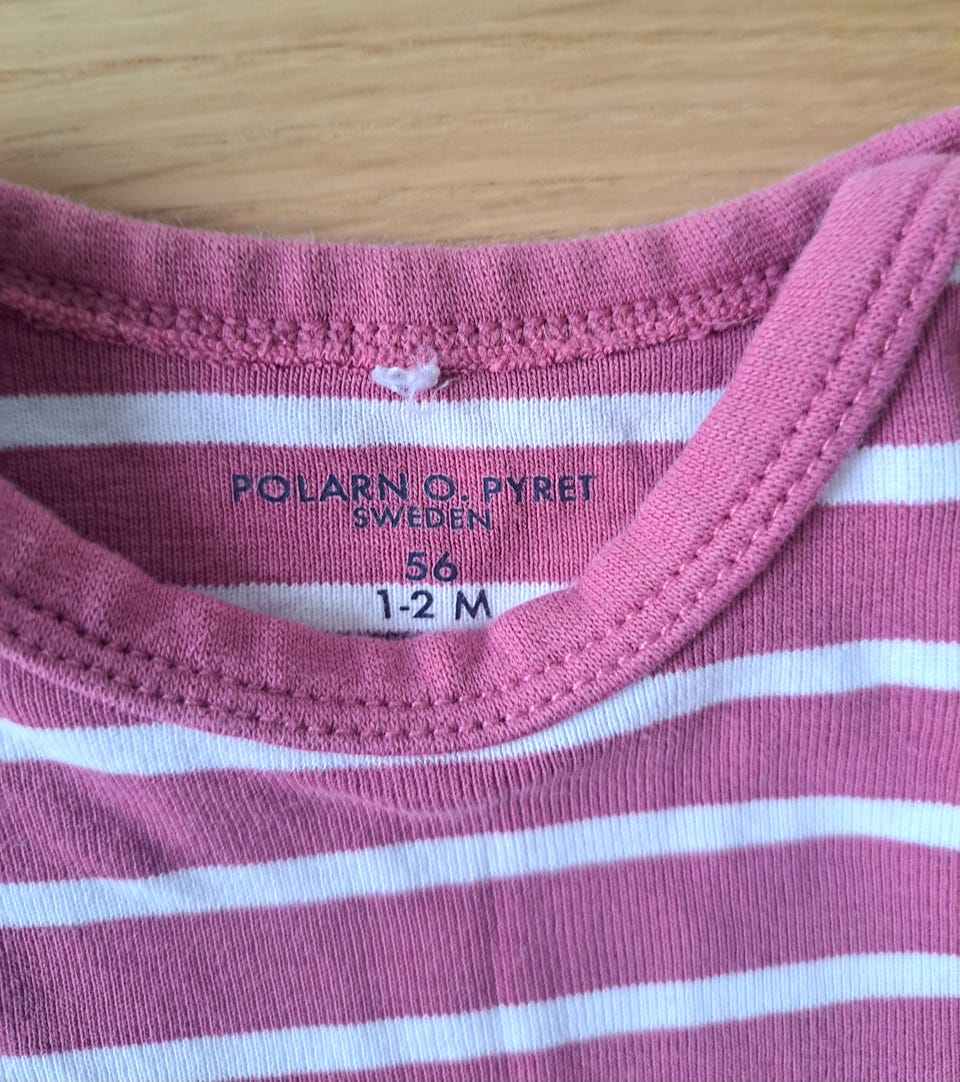 POLARN O. PYRET
SWEDEN
56
1-2 M